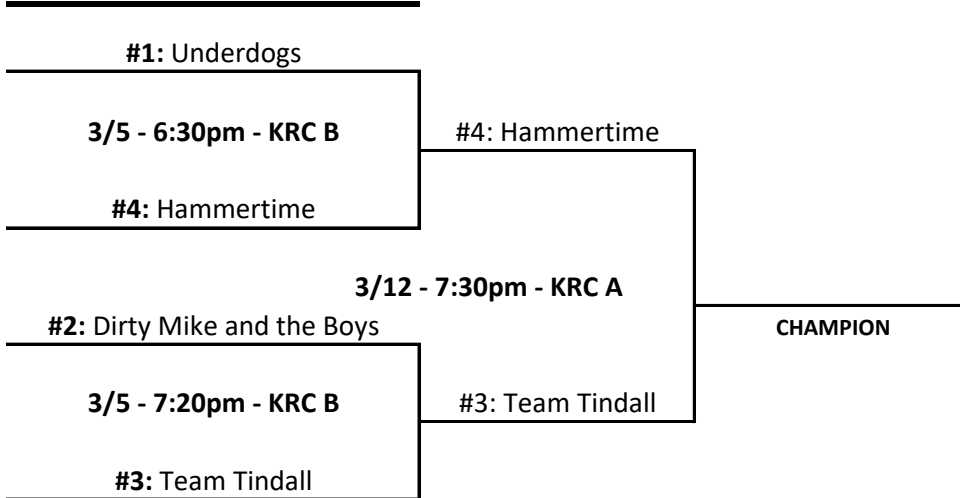 #1: Underdogs
3/5 - 6:30pm - KRC B
#4: Hammertime
#4: Hammertime
3/12 - 7:30pm - KRC A
#2: Dirty Mike and the Boys
CHAMPION
3/5 - 7:20pm - KRC B
#3: Team Tindall
#3: Team Tindall